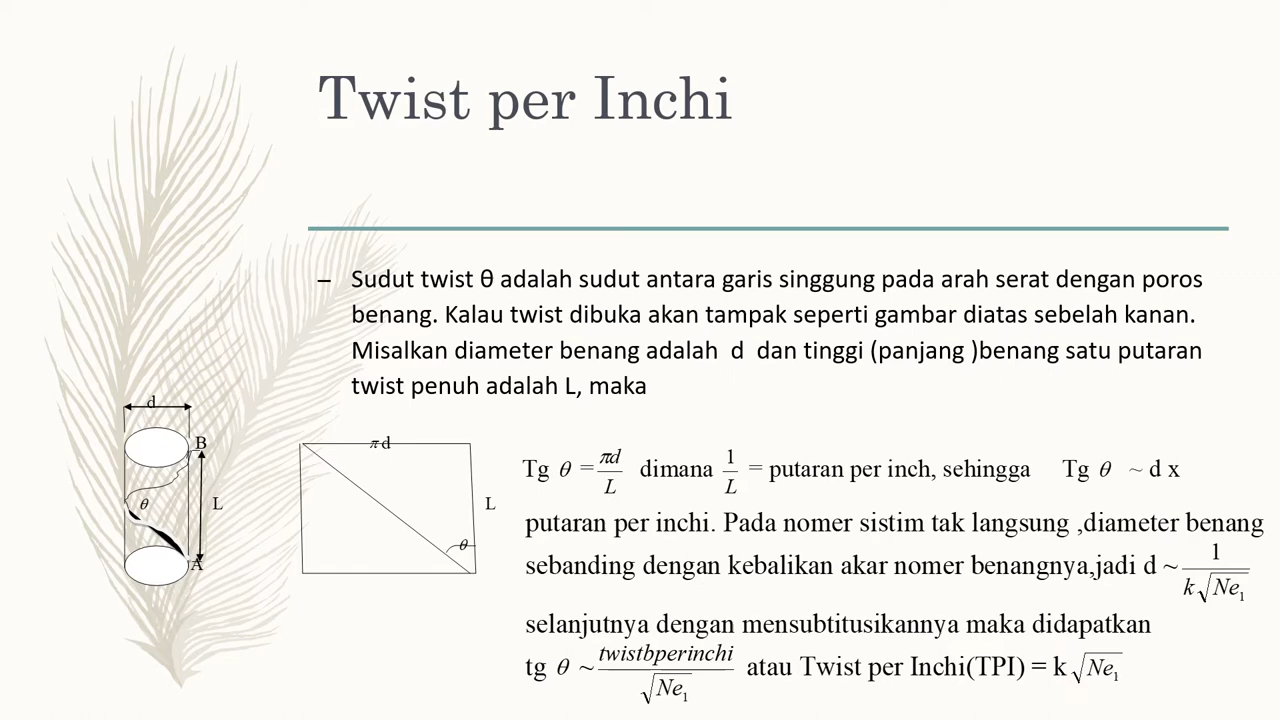 Twist per Inchi
– Sudut twist θ adalah sudut antara garis singgung pada arah serat dengan poros
benang. Kalau twist dibuka akan tampak seperti gambar diatas sebelah kanan.
Misalkan diameter benang adalah d dan tinggi (panjang )benang satu putaran
twist penuh adalah L, maka
d
B
θ
L
A
π d
L
θ
Tg θ = πd/L dimana 1/L = putaran per inch, sehingga Tg θ ~ d x
putaran per inchi. Pada nomer sistim tak langsung ,diameter benang
sebanding dengan kebalikan akar nomer benangnya,jadi d ~ 1/k√Ne₁
selanjutnya dengan mensubtitusikannya maka didapatkan
tg θ ~ twistbperinchi/√Ne₁ atau Twist per Inchi(TPI) = k √Ne₁